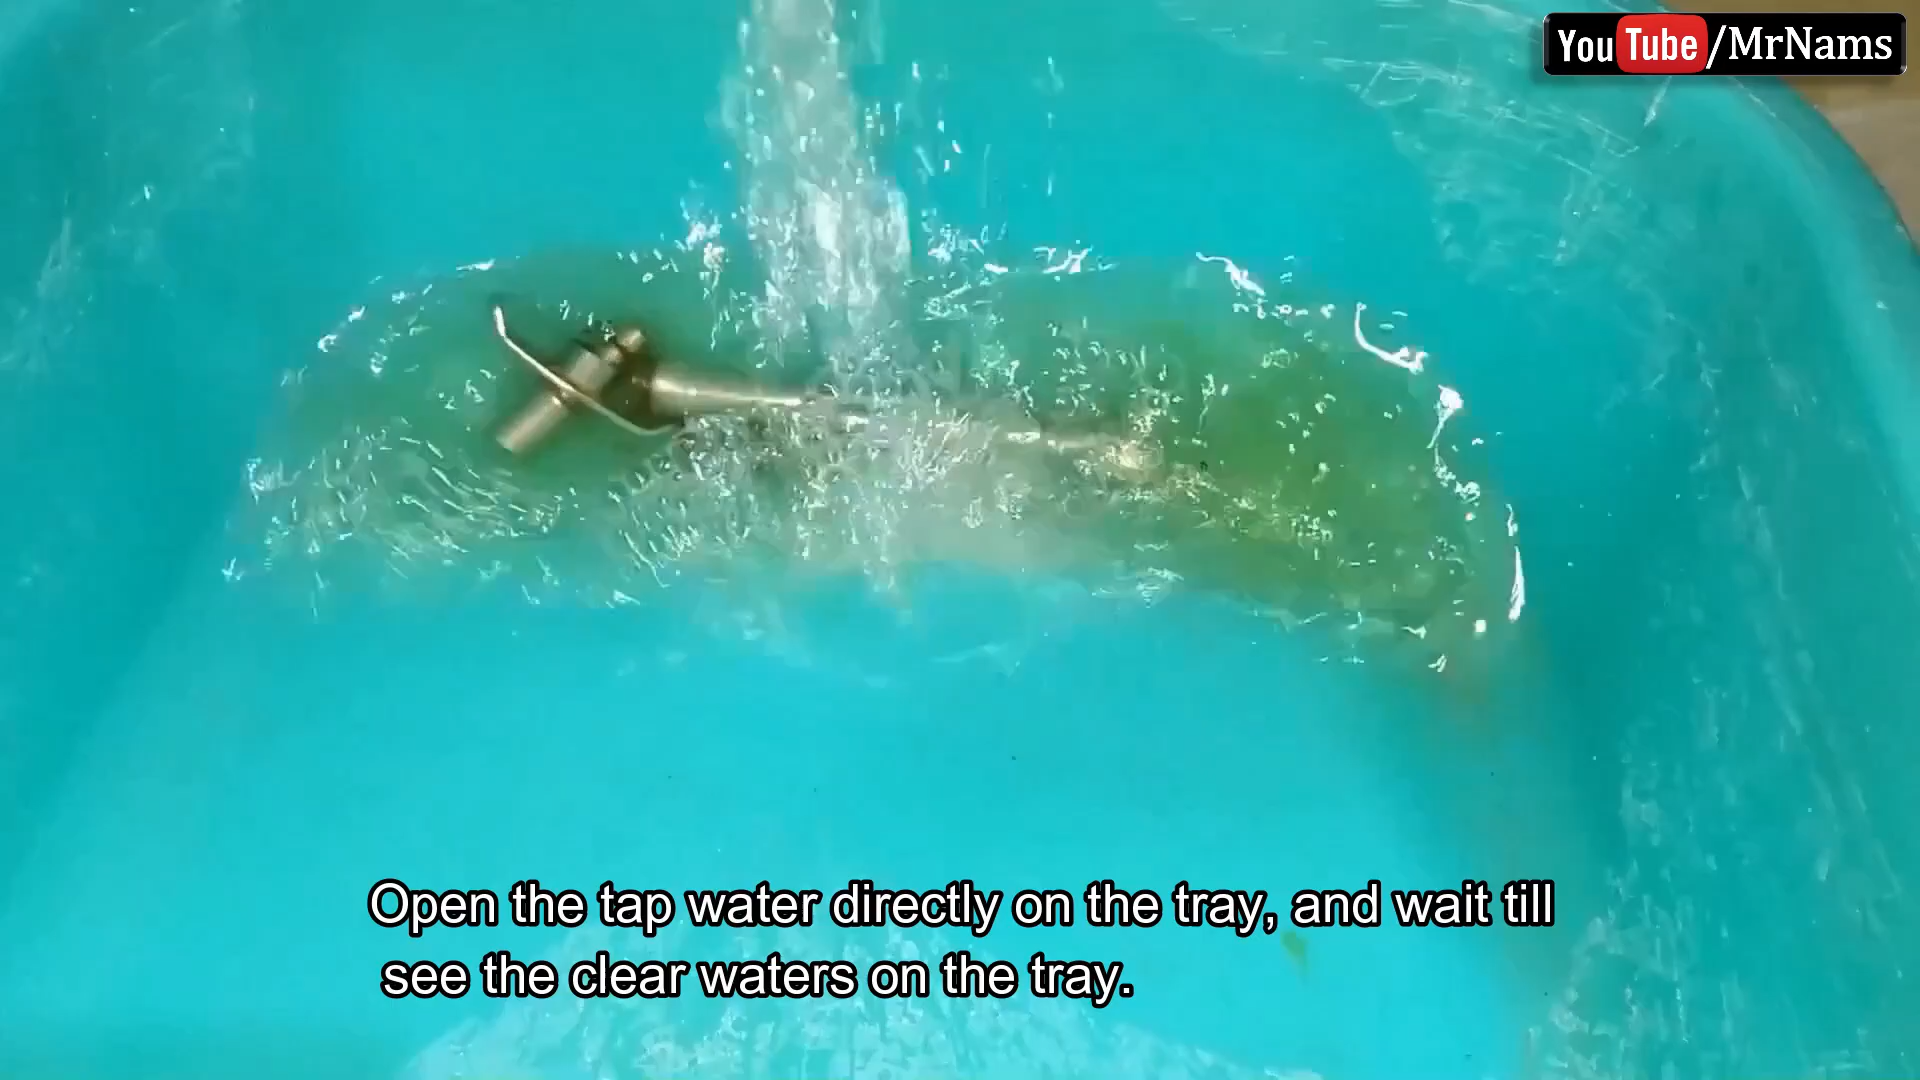 YouTube/MrNams
Open the tap water directly on the tray, and wait till
see the clear waters on the tray.